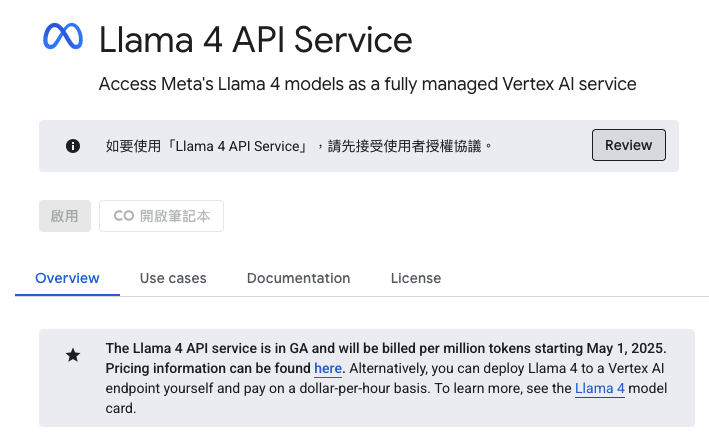 Llama 4 API Service
Access Meta's Llama 4 models as a fully managed Vertex AI service
如要使用「Llama 4 API Service」，請先接受使用者授權協議。
Review
啟用
CO 開啟筆記本
Overview
Use cases
Documentation
License
The Llama 4 API service is in GA and will be billed per million tokens starting May 1, 2025.
Pricing information can be found here. Alternatively, you can deploy Llama 4 to a Vertex AI
endpoint yourself and pay on a dollar-per-hour basis. To learn more, see the Llama 4 model
card.